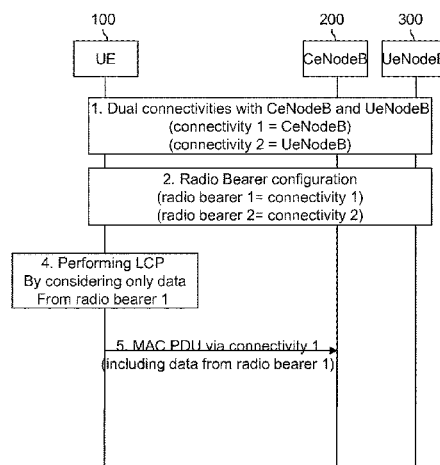 100 200 300
UE CeNodeB UeNodeB
1. Dual connectivities with CeNodeB and UeNodeB
(connectivity 1 = CeNodeB)
(connectivity 2 = UeNodeB)
2. Radio Bearer configuration
(radio bearer 1= connectivity 1)
(radio bearer 2= connectivity 2)
4. Performing LCP
By considering only data
From radio bearer 1
5. MAC PDU via connectivity 1
(including data from radio bearer 1)